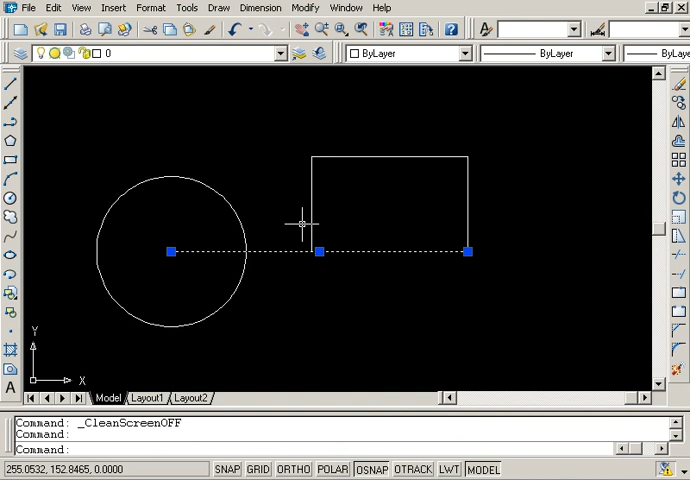 File Edit View Insert Format Tools Draw Dimension Modify Window Help
0 ByLayer ByLayer ByLayer
Y
X
Model Layout1 Layout2
Command: _CleanScreenOFF
Command:
Command:
255.0532, 152.8465, 0.0000 SNAP GRID ORTHO POLAR OSNAP OTRACK LWT MODEL